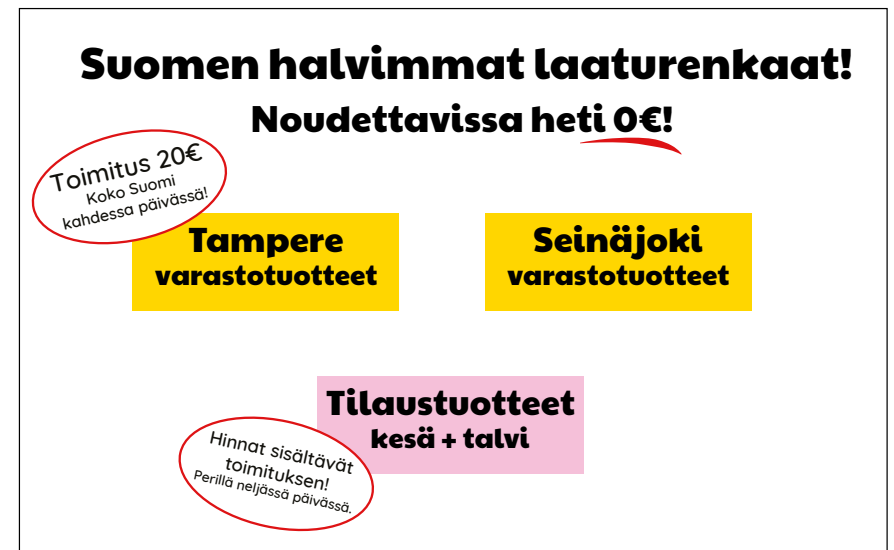 Suomen halvimmat laaturenkaat!
Noudettavissa heti 0€!
Toimitus 20€
Koko Suomi
kahdessa päivässä!
Tampere
varastotuotteet
Seinäjoki
varastotuotteet
Tilaustuotteet
kesä + talvi
Hinnat sisältävät
toimituksen!
Perillä neljässä päivässä.